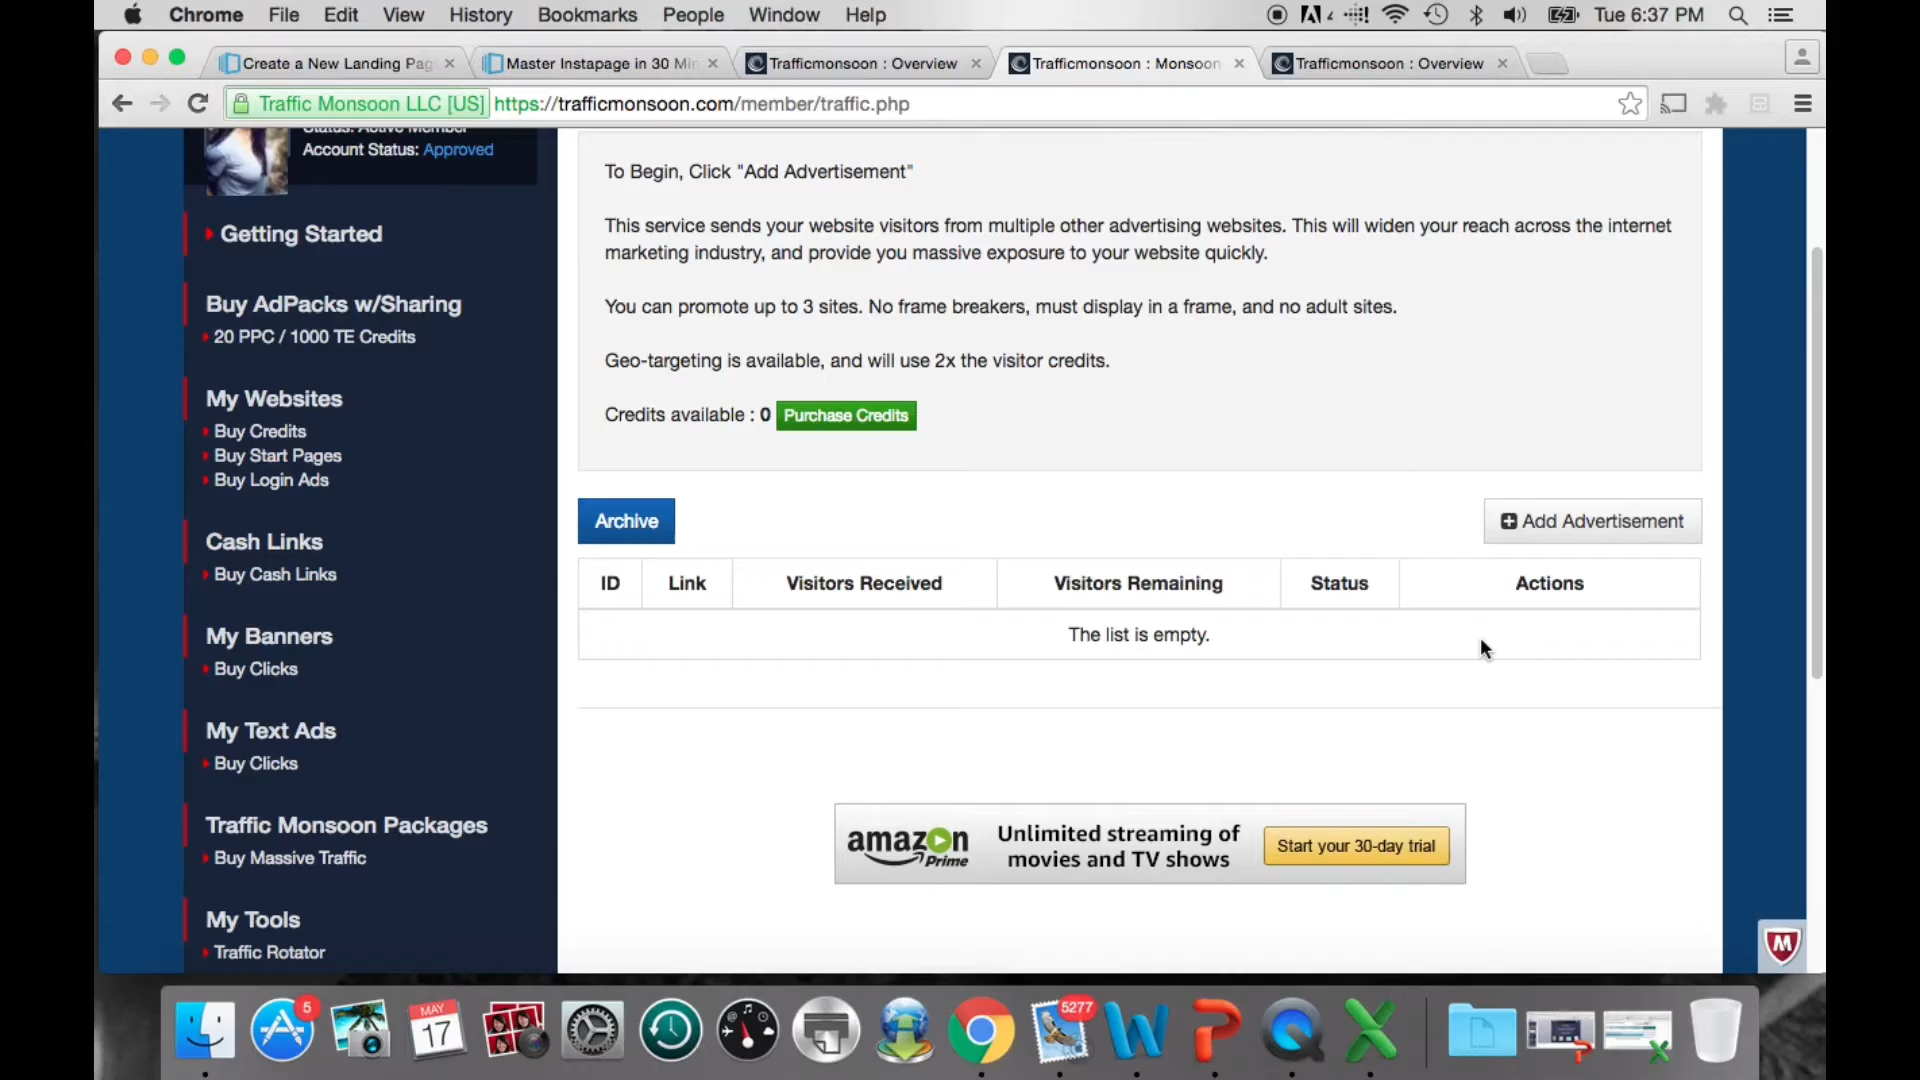 Chrome File Edit View History Bookmarks People Window Help 4 Tue 6:37 PM
Create a New Landing Pag Master Instapage in 30 Min Trafficmonsoon : Overview Trafficmonsoon : Monsoon Trafficmonsoon : Overview
Traffic Monsoon LLC [US] https://trafficmonsoon.com/member/traffic.php
Status: Active Member
Account Status: Approved
Getting Started
Buy AdPacks w/Sharing
20 PPC / 1000 TE Credits
My Websites
Buy Credits
Buy Start Pages
Buy Login Ads
Cash Links
Buy Cash Links
My Banners
Buy Clicks
My Text Ads
Buy Clicks
Traffic Monsoon Packages
Buy Massive Traffic
My Tools
Traffic Rotator
To Begin, Click "Add Advertisement"
This service sends your website visitors from multiple other advertising websites. This will widen your reach across the internet
marketing industry, and provide you massive exposure to your website quickly.
You can promote up to 3 sites. No frame breakers, must display in a frame, and no adult sites.
Geo-targeting is available, and will use 2x the visitor credits.
Credits available : 0 Purchase Credits
Archive Add Advertisement
ID Link Visitors Received Visitors Remaining Status Actions
The list is empty.
amazon Prime
Unlimited streaming of
movies and TV shows
Start your 30-day trial
5
MAY
17
5277